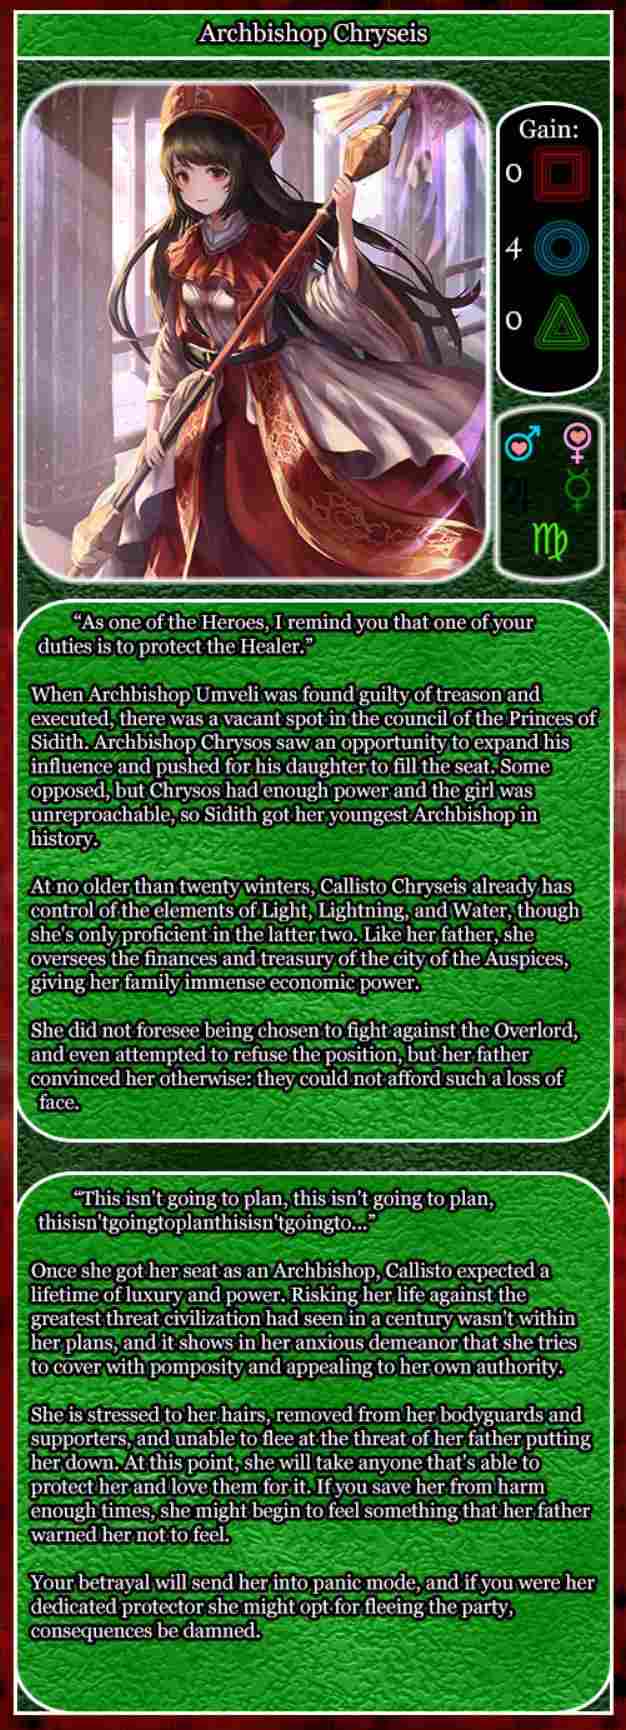 Archbishop Chryseis
Gain:
0
4
0
“As one of the Heroes, I remind you that one of your
duties is to protect the Healer.”
When Archbishop Umveli was found guilty of treason and
executed, there was a vacant spot in the council of the Princes of
Sidith. Archbishop Chrysos saw an opportunity to expand his
influence and pushed for his daughter to fill the seat. Some
opposed, but Chrysos had enough power and the girl was
unreproachable, so Sidith got her youngest Archbishop in
history.
At no older than twenty winters, Callisto Chryseis already has
control of the elements of Light, Lightning, and Water, though
she's only proficient in the latter two. Like her father, she
oversees the finances and treasury of the city of the Auspices,
giving her family immense economic power.
She did not foresee being chosen to fight against the Overlord,
and even attempted to refuse the position, but her father
convinced her otherwise: they could not afford such a loss of
face.
“This isn't going to plan, this isn't going to plan,
thisisn'tgoingtoplanthisisn'tgoingto...”
Once she got her seat as an Archbishop, Callisto expected a
lifetime of luxury and power. Risking her life against the
greatest threat civilization had seen in a century wasn't within
her plans, and it shows in her anxious demeanor that she tries
to cover with pomposity and appealing to her own authority.
She is stressed to her hairs, removed from her bodyguards and
supporters, and unable to flee at the threat of her father putting
her down. At this point, she will take anyone that's able to
protect her and love them for it. If you save her from harm
enough times, she might begin to feel something that her father
warned her not to feel.
Your betrayal will send her into panic mode, and if you were her
dedicated protector she might opt for fleeing the party,
consequences be damned.